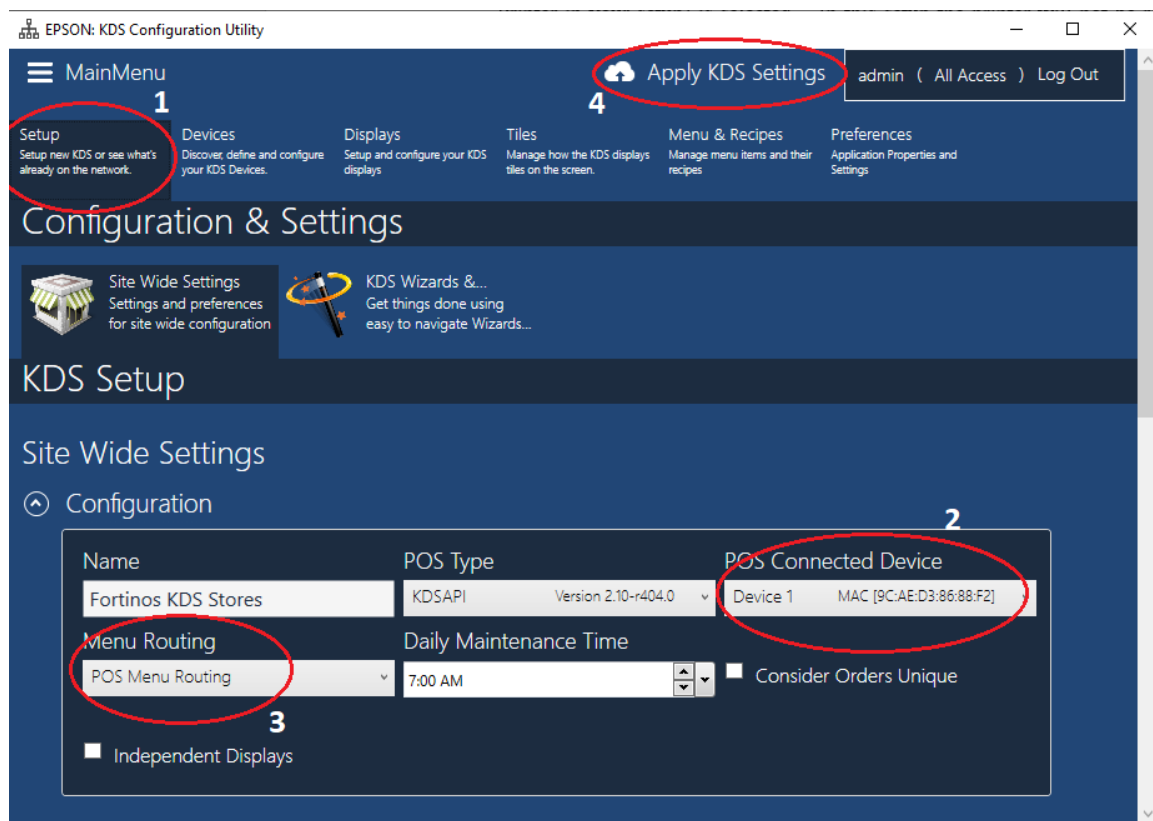 EPSON: KDS Configuration Utility
MainMenu
Apply KDS Settings
admin ( All Access ) Log Out
1
4
Setup
Setup new KDS or see what's
already on the network.
Devices
Discover, define and configure
your KDS Devices.
Displays
Setup and configure your KDS
displays
Tiles
Manage how the KDS displays
tiles on the screen.
Menu & Recipes
Manage menu items and their
recipes
Preferences
Application Properties and
Settings
Configuration & Settings
Site Wide Settings
Settings and preferences
for site wide configuration
KDS Wizards &...
Get things done using
easy to navigate Wizards...
KDS Setup
Site Wide Settings
Configuration
2
Name
Fortinos KDS Stores
POS Type
KDSAPI Version 2.10-r404.0
POS Connected Device
Device 1 MAC [9C:AE:D3:86:88:F2]
Menu Routing
POS Menu Routing
Daily Maintenance Time
7:00 AM
Consider Orders Unique
3
Independent Displays